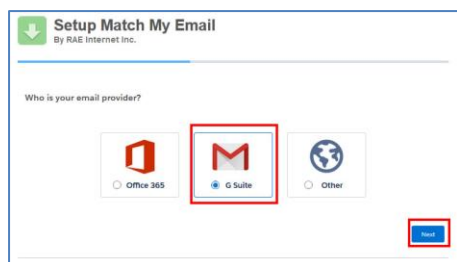 Setup Match My Email
By RAE Internet Inc.
Who is your email provider?
Office 365
G Suite
Other
Next